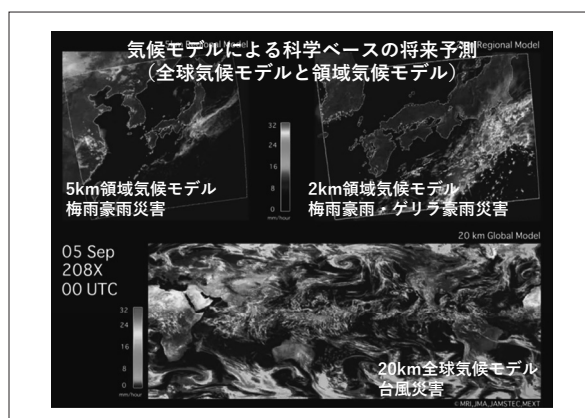 5km Regional Model
Regional Model
気候モデルによる科学ベースの将来予測
（全球気候モデルと領域気候モデル）
32
24
16
8
0
mm/hour
5km領域気候モデル
梅雨豪雨災害
2km領域気候モデル
梅雨豪雨・ゲリラ豪雨災害
20 km Global Model
05 Sep
208X
00 UTC
32
24
16
8
0
mm/hour
20km全球気候モデル
台風災害
©MRI,JMA,JAMSTEC,MEXT